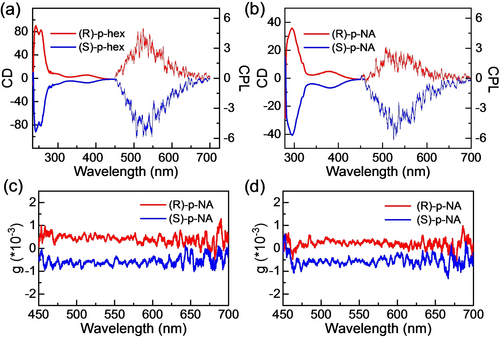 (a)
(R)-p-hex
(S)-p-hex
CD
80
40
0
-40
-80
CPL
6
3
0
-3
-6
300 400 500 600 700
Wavelength (nm)
(b)
(R)-p-NA
(S)-p-NA
CD
40
20
0
-20
-40
CPL
6
3
0
-3
-6
300 400 500 600 700
Wavelength (nm)
(c)
(R)-p-NA
(S)-p-NA
g (*10^-3)
2
1
0
-1
-2
450 500 550 600 650 700
Wavelength (nm)
(d)
(R)-p-NA
(S)-p-NA
g (*10^-3)
2
1
0
-1
-2
450 500 550 600 650 700
Wavelength (nm)